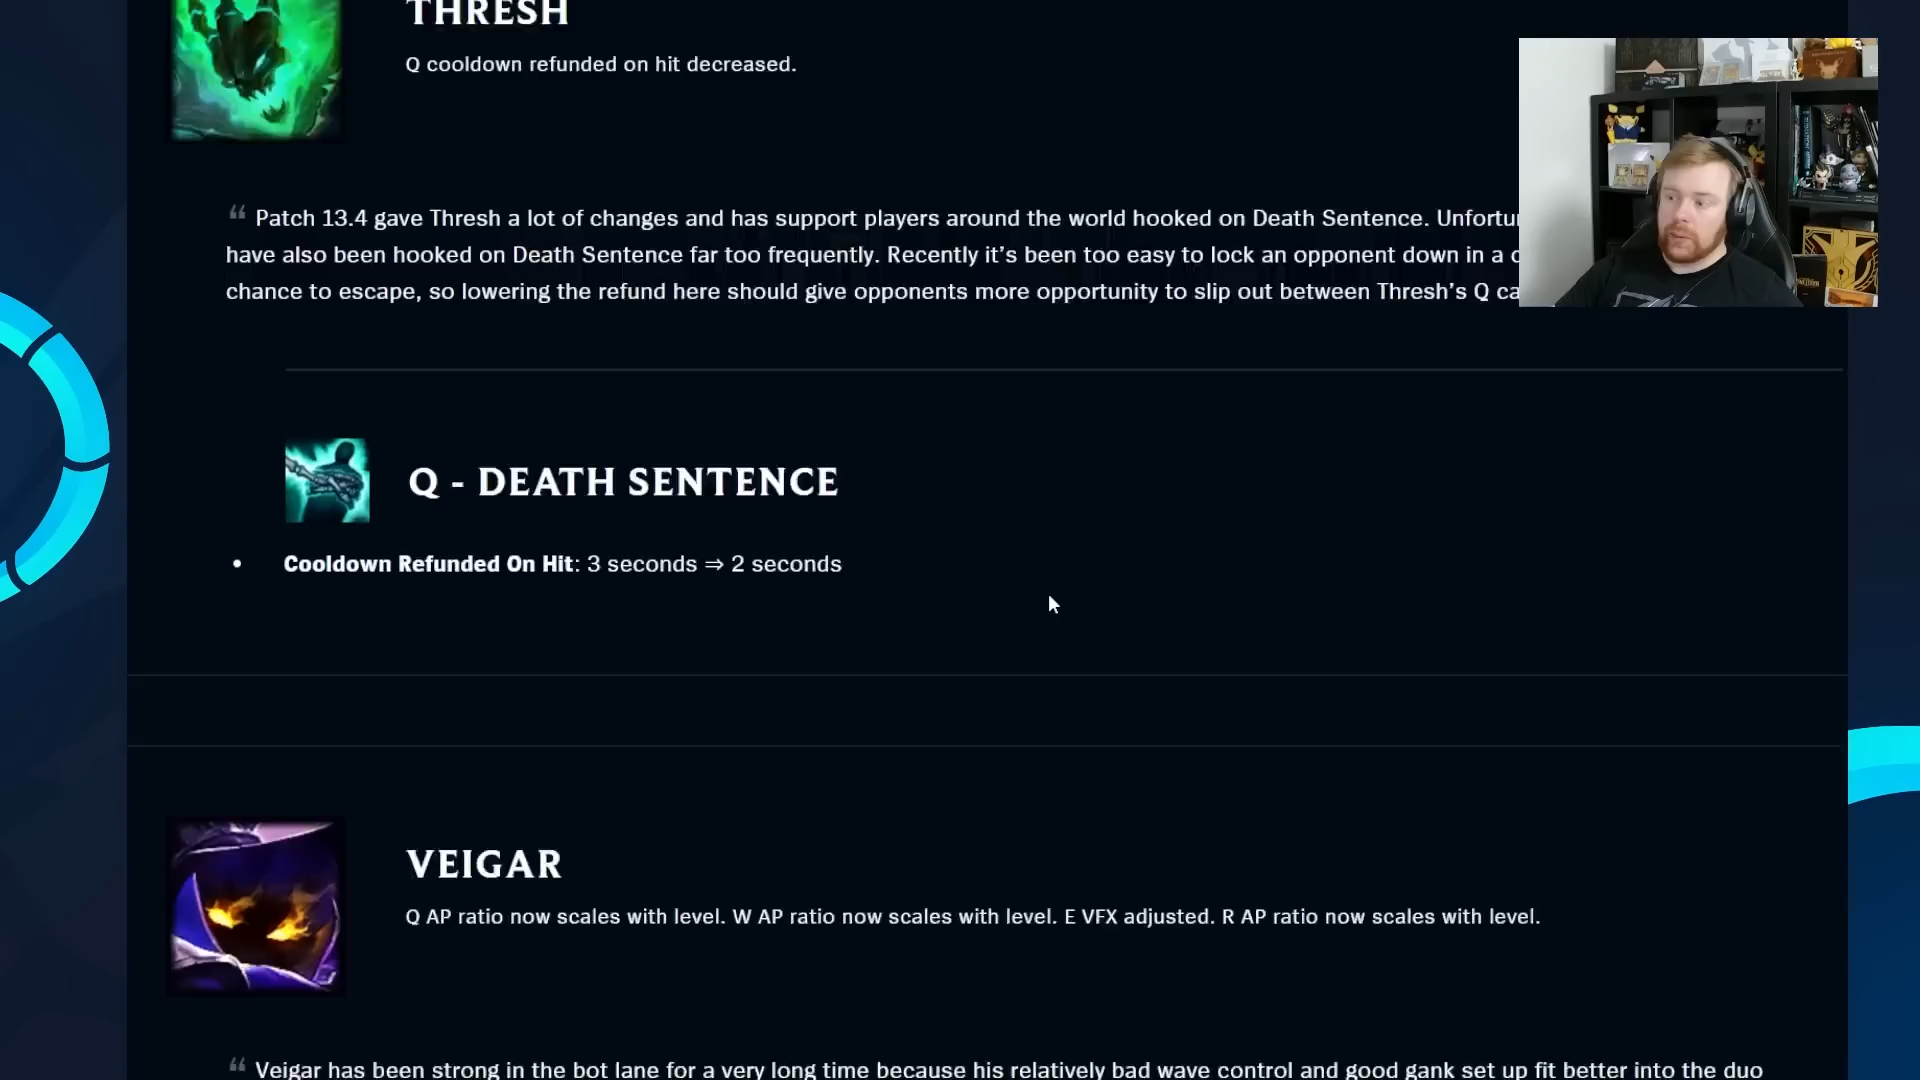 THRESH
Q cooldown refunded on hit decreased.
“ Patch 13.4 gave Thresh a lot of changes and has support players around the world hooked on Death Sentence.
have also been hooked on Death Sentence far too frequently. Recently it’s been too easy to lock an opponent down in a
chance to escape, so lowering the refund here should give opponents more opportunity to slip out between Thresh’s Q
Q - DEATH SENTENCE
• Cooldown Refunded On Hit: 3 seconds ⇒ 2 seconds
VEIGAR
Q AP ratio now scales with level. W AP ratio now scales with level. E VFX adjusted. R AP ratio now scales with level.
“ Veigar has been strong in the bot lane for a very long time because his relatively bad wave control and good gank set up fit better into the duo